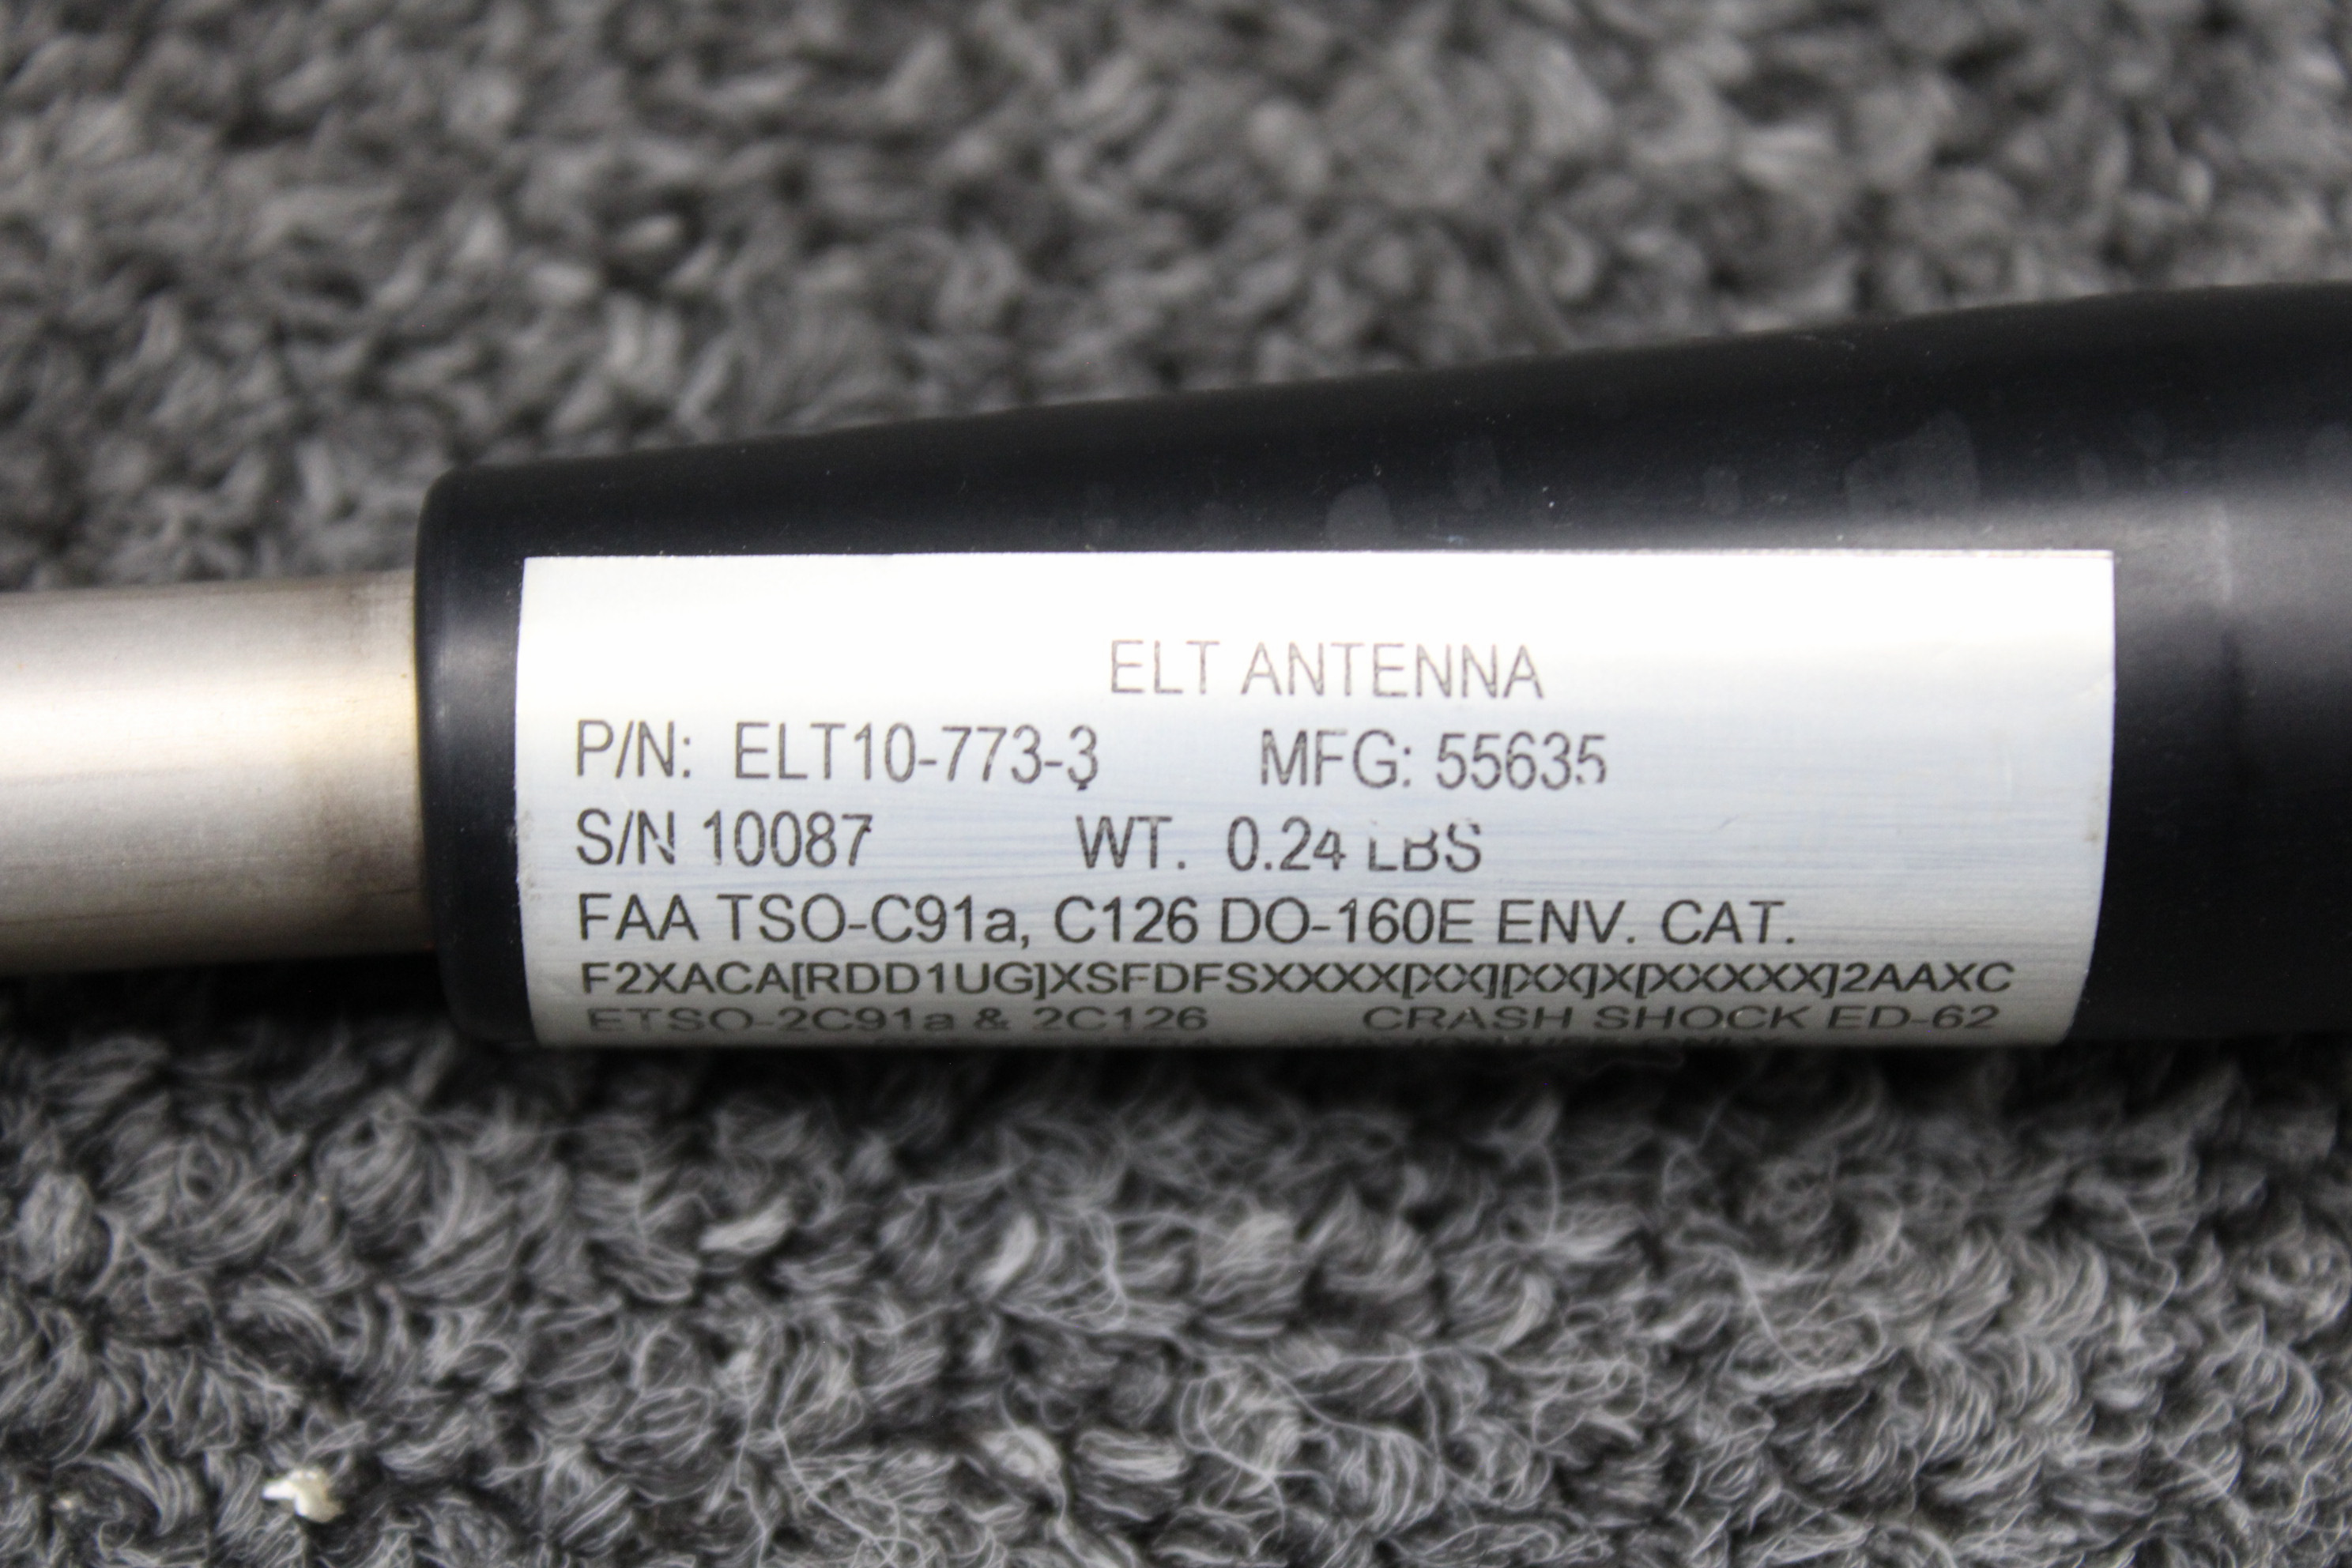 ELT ANTENNA
P/N: ELT10-773-3 MFG: 55635
S/N 10087 WT. 0.24 LBS
FAA TSO-C91a, C126 DO-160E ENV. CAT.
F2XACA[RDD1UG]XSFDFSXXXX[XX][XX]X[XXXXX]2AAXC
ETSO-2C91a & 2C126 CRASH SHOCK ED-62